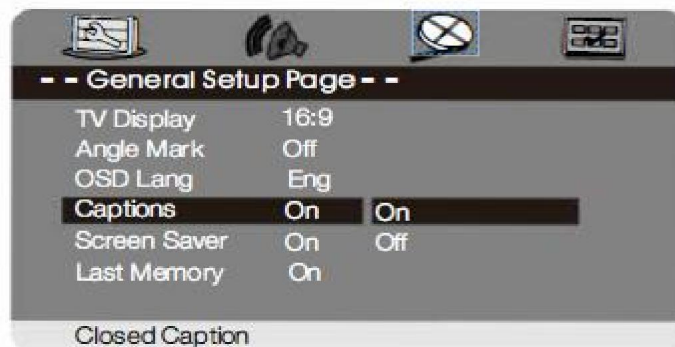 - - General Setup Page - -
TV Display 16:9
Angle Mark Off
OSD Lang Eng
Captions On On
Screen Saver On Off
Last Memory On
Closed Caption